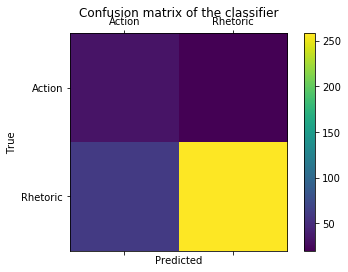 Confusion matrix of the classifier
Action Rhetoric
Action
Rhetoric
True
Predicted
250
200
150
100
50